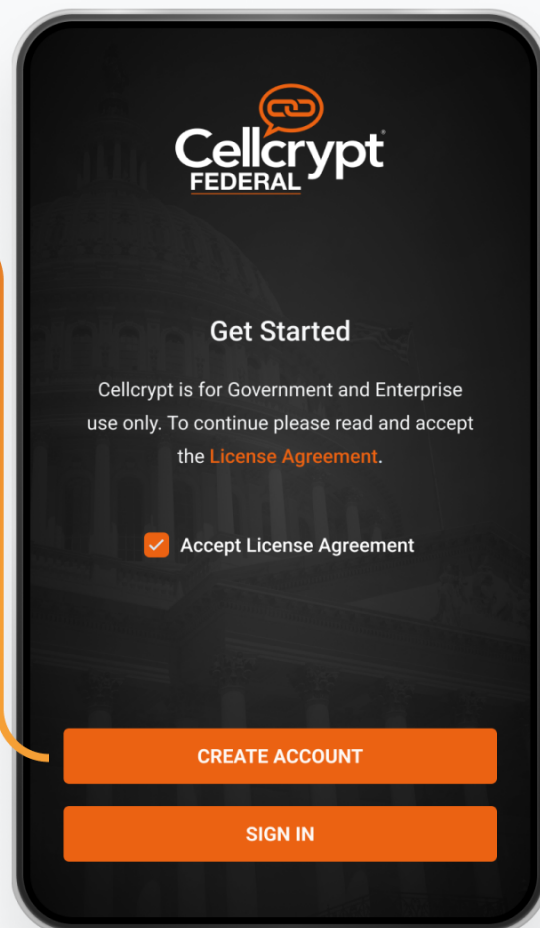 Cellcrypt
FEDERAL
Get Started
Cellcrypt is for Government and Enterprise
use only. To continue please read and accept
the License Agreement.
Accept License Agreement
CREATE ACCOUNT
SIGN IN